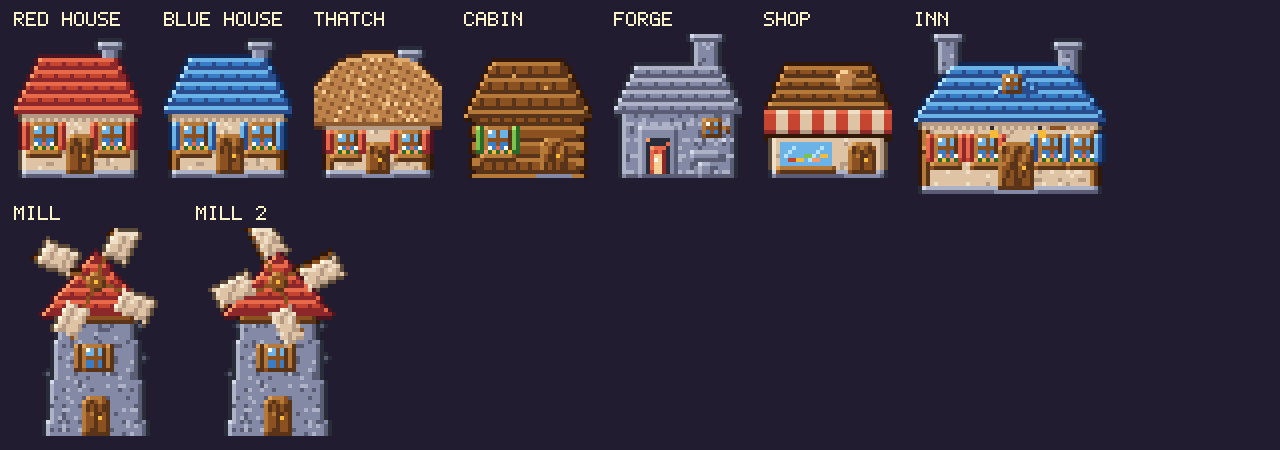 RED HOUSE
BLUE HOUSE
THATCH
CABIN
FORGE
SHOP
INN
MILL
MILL 2